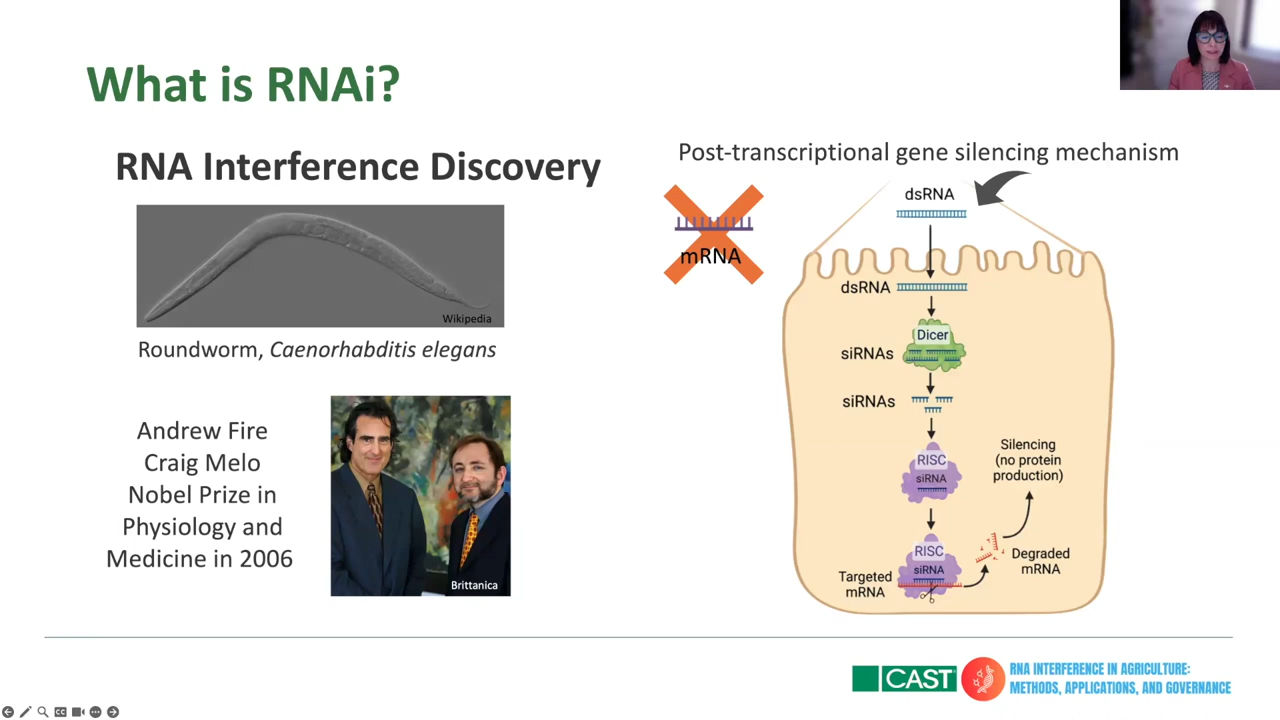 What is RNAi?
RNA Interference Discovery
Wikipedia
Roundworm, Caenorhabditis elegans
Andrew Fire
Craig Melo
Nobel Prize in
Physiology and
Medicine in 2006
Brittanica
Post-transcriptional gene silencing mechanism
mRNA
dsRNA
dsRNA
Dicer
siRNAs
siRNAs
RISC
siRNA
Silencing
(no protein
production)
RISC
siRNA
Targeted
mRNA
Degraded
mRNA
CAST
RNA INTERFERENCE IN AGRICULTURE:
METHODS, APPLICATIONS, AND GOVERNANCE
CC